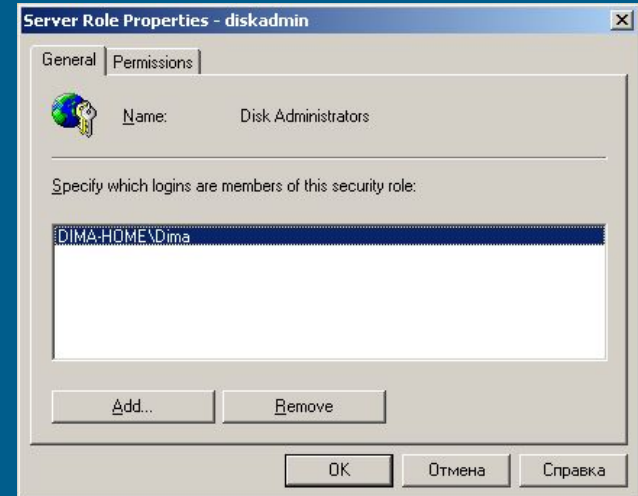 Server Role Properties - diskadmin
General Permissions
Name: Disk Administrators
Specify which logins are members of this security role:
DIMA-HOME\Dima
Add... Remove
OK Отмена Справка